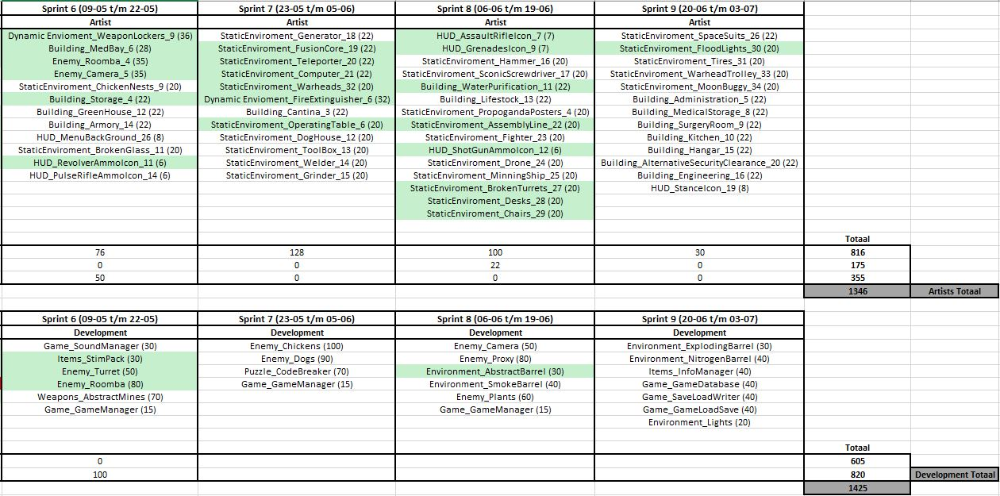 Sprint 6 (09-05 t/m 22-05) Sprint 7 (23-05 t/m 05-06) Sprint 8 (06-06 t/m 19-06) Sprint 9 (20-06 t/m 03-07)
Artist Artist Artist Artist
Dynamic Envioment_WeaponLockers_9 (36) StaticEnviroment_Generator_18 (22) HUD_AssaultRifleIcon_7 (7) StaticEnviroment_SpaceSuits_26 (22)
Building_MedBay_6 (28) StaticEnviroment_FusionCore_19 (22) HUD_GrenadesIcon_9 (7) StaticEnviroment_FloodLights_30 (20)
Enemy_Roomba_4 (35) StaticEnviroment_Teleporter_20 (22) StaticEnviroment_Hammer_16 (20) StaticEnviroment_Tires_31 (20)
Enemy_Camera_5 (35) StaticEnviroment_Computer_21 (22) StaticEnviroment_SconicScrewdriver_17 (20) StaticEnviroment_WarheadTrolley_33 (20)
StaticEnviroment_ChickenNests_9 (20) StaticEnviroment_Warheads_32 (20) Building_WaterPurification_11 (22) StaticEnviroment_MoonBuggy_34 (20)
Building_Storage_4 (22) Dynamic Envioment_FireExtinguisher_6 (32) Building_Lifestock_13 (22) Building_Administration_5 (22)
Building_GreenHouse_12 (22) Building_Cantina_3 (22) StaticEnviroment_PropogandaPosters_4 (20) Building_MedicalStorage_8 (22)
Building_Armory_14 (22) StaticEnviroment_OperatingTable_6 (20) StaticEnviroment_AssemblyLine_22 (20) Building_SurgeryRoom_9 (22)
HUD_MenuBackGround_26 (8) StaticEnviroment_DogHouse_12 (20) StaticEnviroment_Fighter_23 (20) Building_Kitchen_10 (22)
StaticEnviroment_BrokenGlass_11 (20) StaticEnviroment_ToolBox_13 (20) HUD_ShotGunAmmoIcon_12 (6) Building_Hangar_15 (22)
HUD_RevolverAmmoIcon_11 (6) StaticEnviroment_Welder_14 (20) StaticEnviroment_Drone_24 (20) Building_AlternativeSecurityClearance_20 (22)
HUD_PulseRifleAmmoIcon_14 (6) StaticEnviroment_Grinder_15 (20) StaticEnviroment_MinningShip_25 (20) Building_Engineering_16 (22)
StaticEnviroment_BrokenTurrets_27 (20) HUD_StanceIcon_19 (8)
StaticEnviroment_Desks_28 (20)
StaticEnviroment_Chairs_29 (20)
Totaal
76 128 100 30 816
0 0 22 0 175
50 0 0 0 355
1346 Artists Totaal
Sprint 6 (09-05 t/m 22-05) Sprint 7 (23-05 t/m 05-06) Sprint 8 (06-06 t/m 19-06) Sprint 9 (20-06 t/m 03-07)
Development Development Development Development
Game_SoundManager (30) Enemy_Chickens (100) Enemy_Camera (50) Environment_ExplodingBarrel (30)
Items_StimPack (30) Enemy_Dogs (90) Enemy_Proxy (80) Environment_NitrogenBarrel (40)
Enemy_Turret (50) Puzzle_CodeBreaker (70) Environment_AbstractBarrel (30) Items_InfoManager (40)
Enemy_Roomba (80) Game_GameManager (15) Environment_SmokeBarrel (40) Game_GameDatabase (40)
Weapons_AbstractMines (70) Enemy_Plants (60) Game_SaveLoadWriter (40)
Game_GameManager (15) Game_GameManager (15) Game_GameLoadSave (40)
Environment_Lights (20)
Totaal
0 605
100 820 Development Totaal
1425